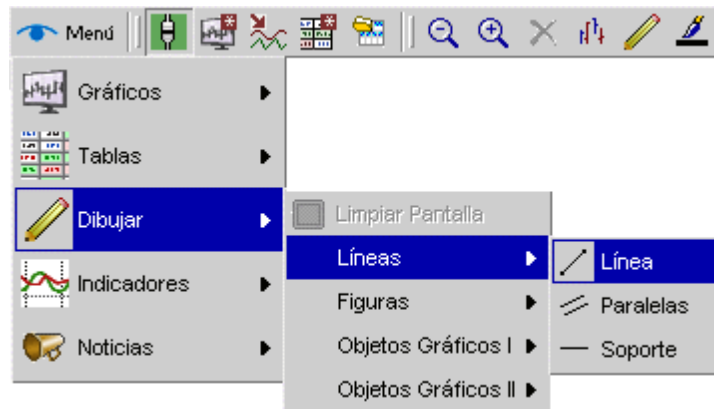 Menú
Gráficos
Tablas
Dibujar
Limpiar Pantalla
Líneas
Línea
Indicadores
Figuras
Paralelas
Noticias
Objetos Gráficos I
Soporte
Objetos Gráficos II